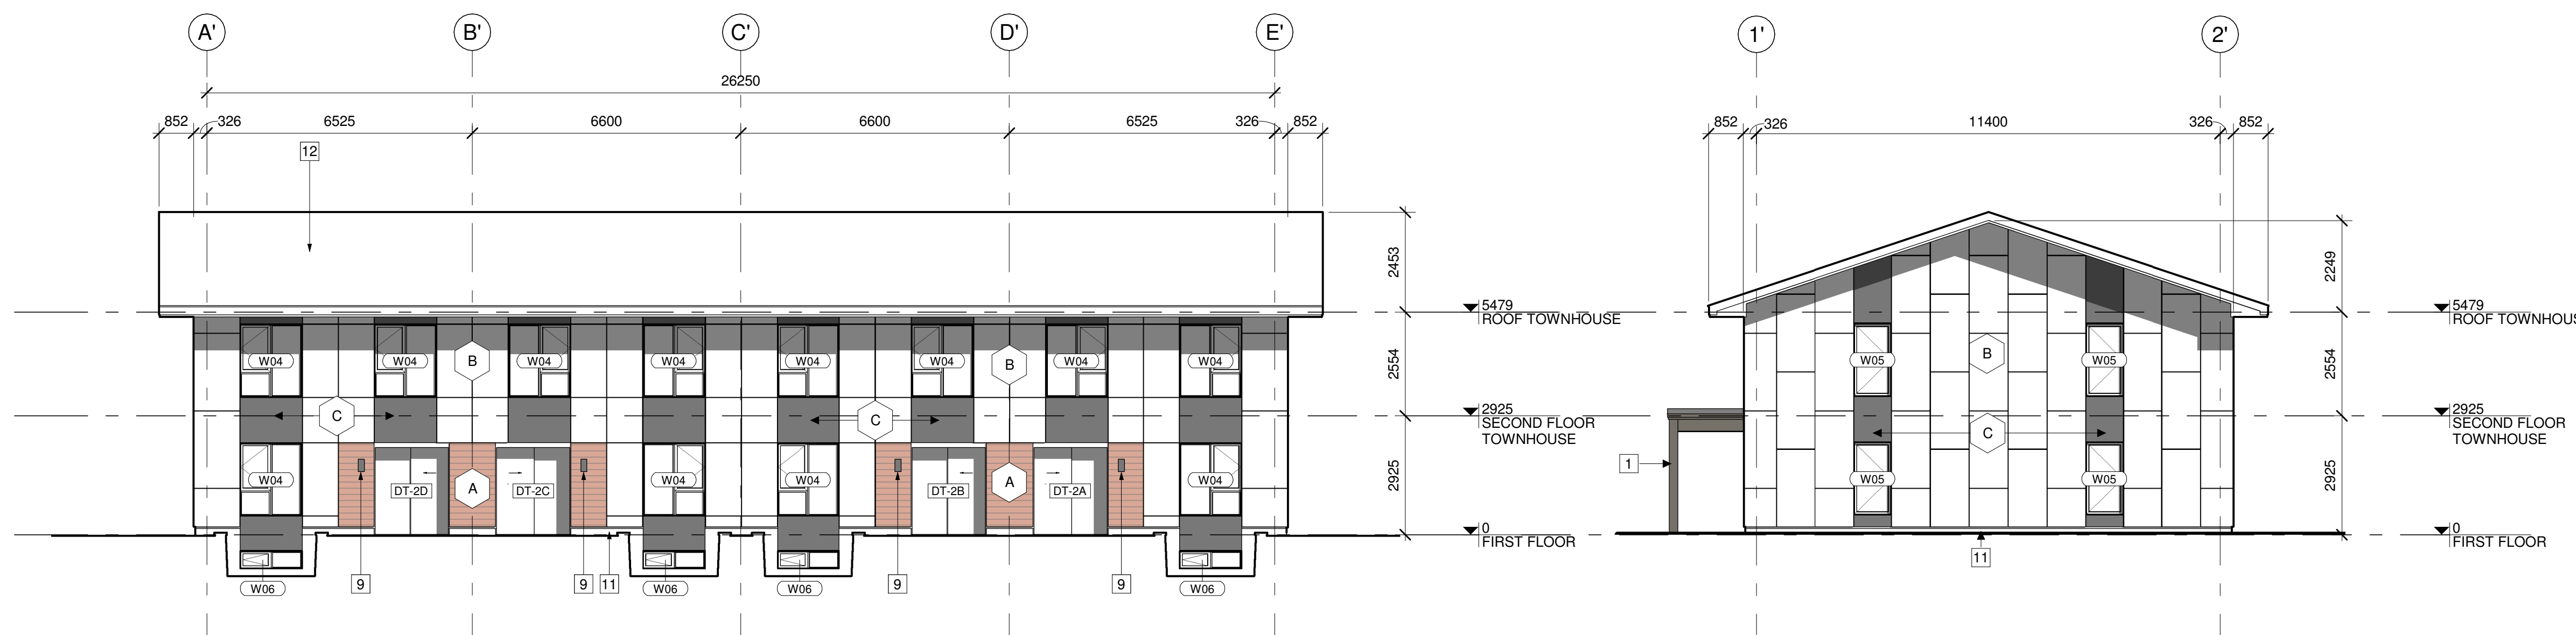 A' B' C' D' E' 1' 2'
26250
852 326 6525 6600 6600 6525 326 852
852 326 11400 326 852
12
2453
2249
5479
ROOF TOWNHOUSE
5479
ROOF TOWNHOUS
W04 W04 B W04 W04 W04 W04 B W04 W04
W05 B W05
2554
2554
C C
2925
SECOND FLOOR
TOWNHOUSE
C
2925
SECOND FLOOR
TOWNHOUSE
1
W04 DT-2D A DT-2C W04 W04 DT-2B A DT-2A W04
W05 W05
2925
2925
0
FIRST FLOOR
0
FIRST FLOOR
11
9 9 11 9 9
W06 W06 W06 W06